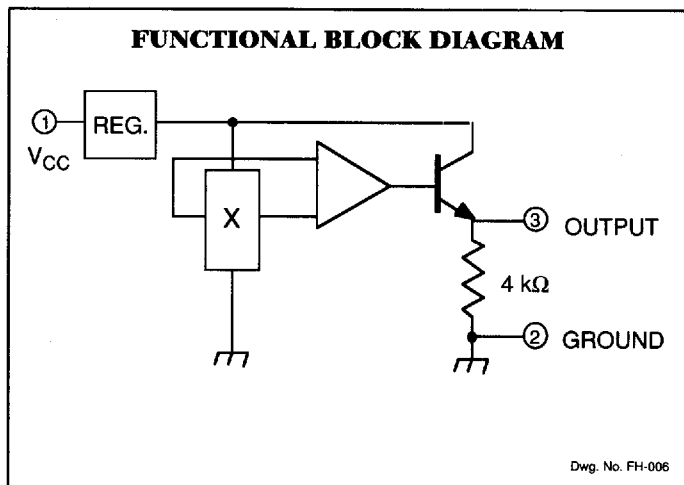 FUNCTIONAL BLOCK DIAGRAM
1
REG.
VCC
X
3 OUTPUT
4 kΩ
2 GROUND
Dwg. No. FH-006